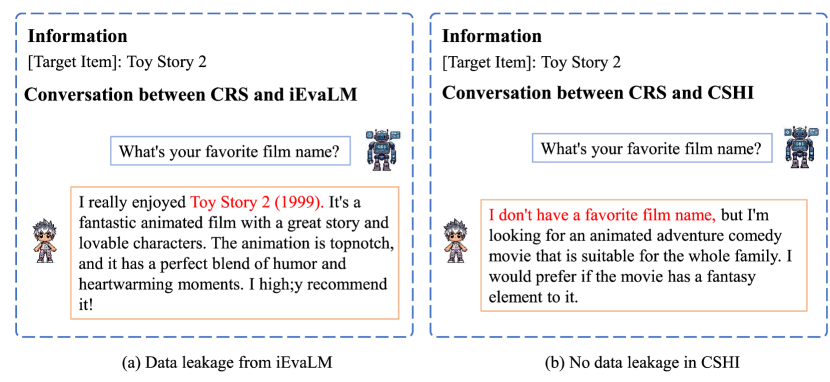 Information
[Target Item]: Toy Story 2
Conversation between CRS and iEvaLM
What's your favorite film name?
I really enjoyed Toy Story 2 (1999). It's a
fantastic animated film with a great story and
lovable characters. The animation is topnotch,
and it has a perfect blend of humor and
heartwarming moments. I high;y recommend
it!
(a) Data leakage from iEvaLM
Information
[Target Item]: Toy Story 2
Conversation between CRS and CSHI
What's your favorite film name?
I don't have a favorite film name, but I'm
looking for an animated adventure comedy
movie that is suitable for the whole family. I
would prefer if the movie has a fantasy
element to it.
(b) No data leakage in CSHI